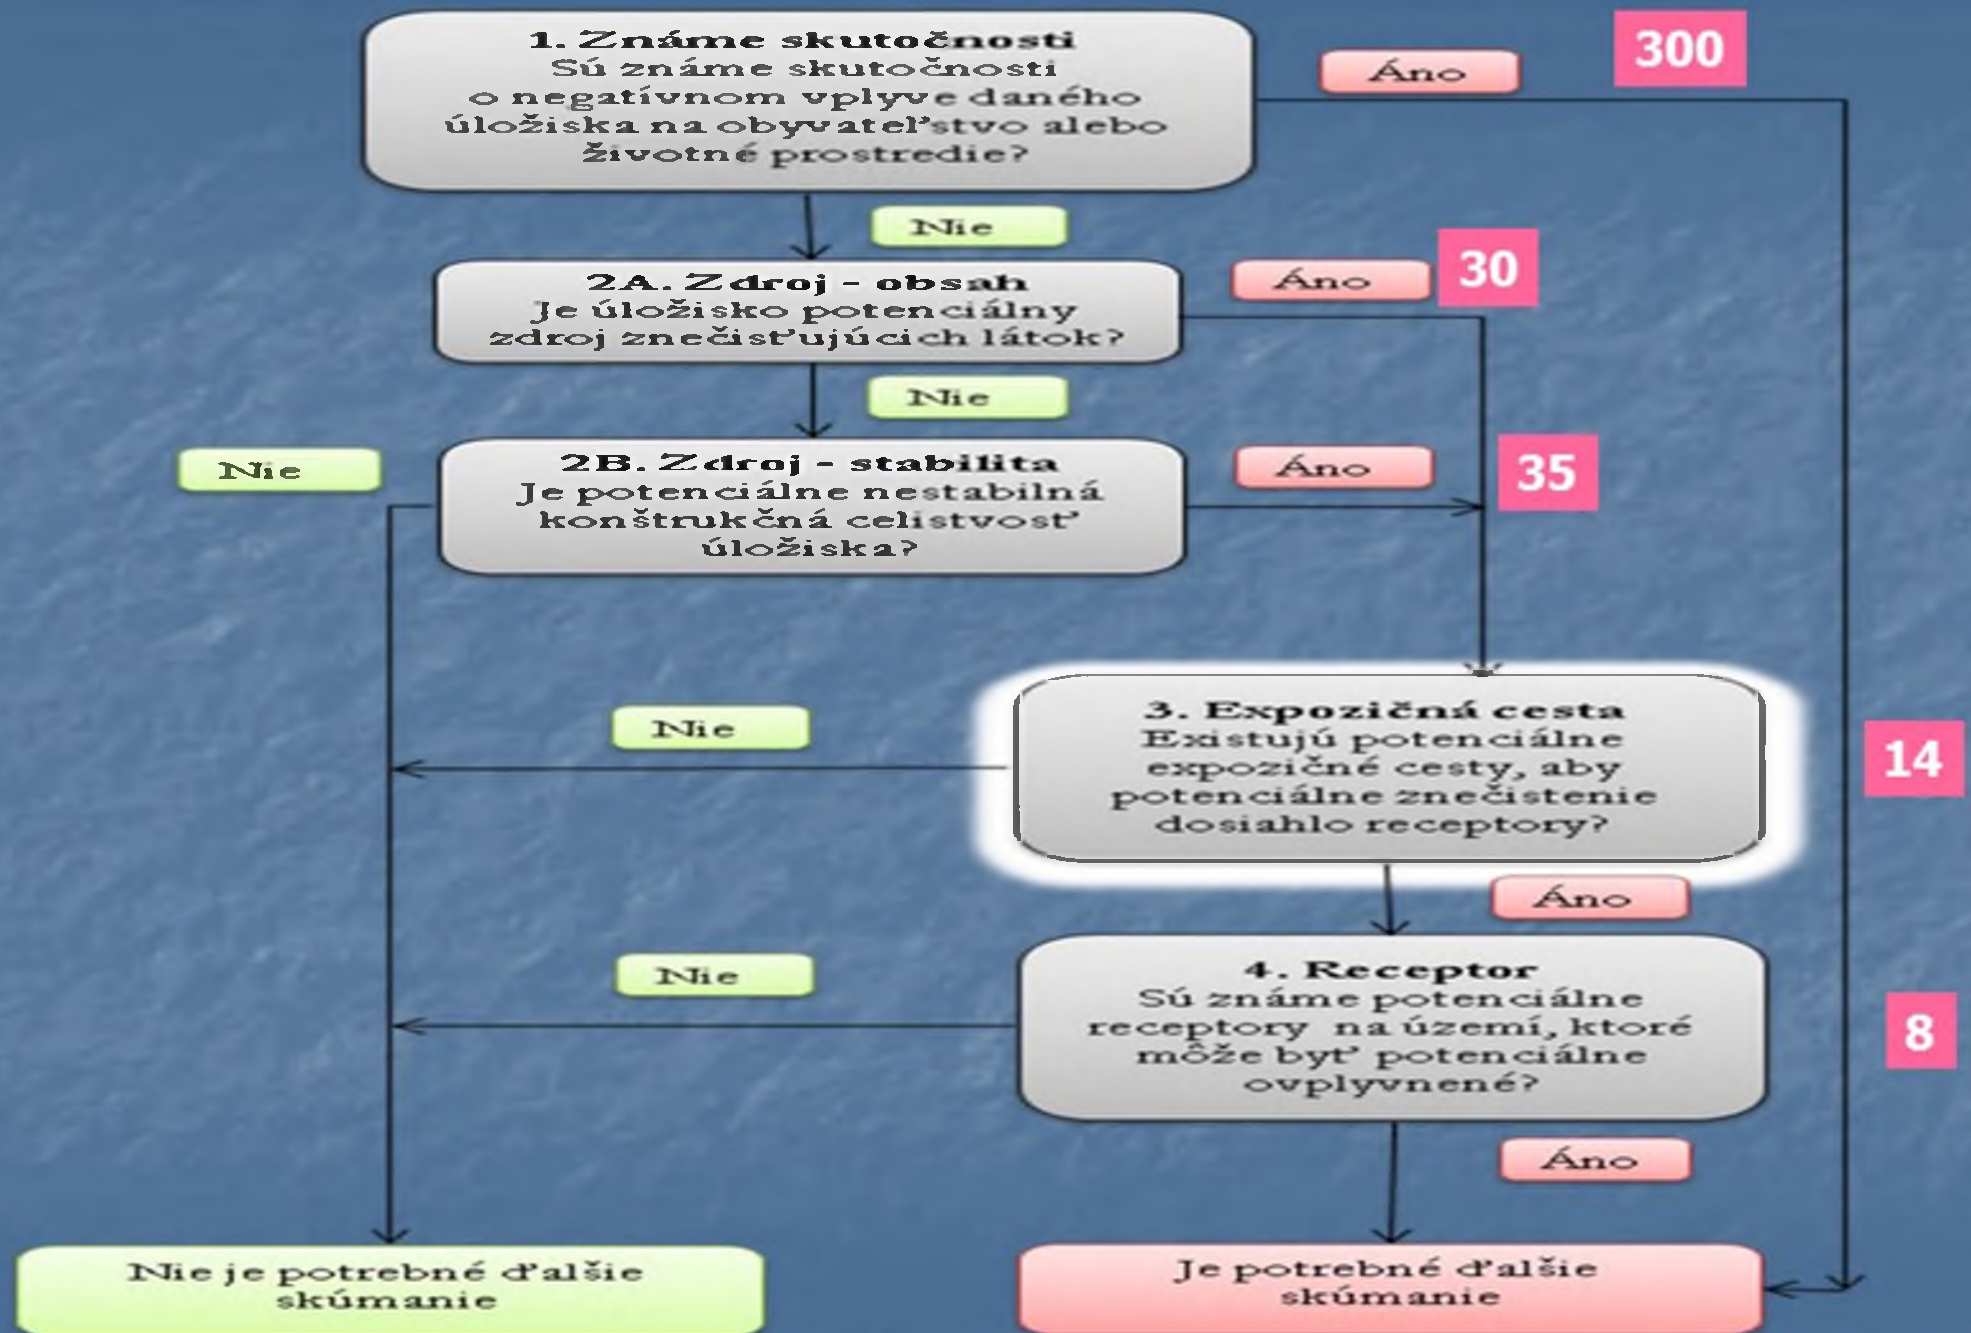 1. Známe skutočnosti
Sú známe skutočnosti
o negatívnom vplyve daného
úložiska na obyvateľstvo alebo
životné prostredie?
Áno
300
Nie
2A. Zdroj - obsah
Je úložisko potenciálny
zdroj znečisťujúcich látok?
Áno
30
Nie
Nie
2B. Zdroj - stabilita
Je potenciálne nestabilná
konštrukčná celistvosť
úložiska?
Áno
35
Nie
3. Expozičná cesta
Existujú potenciálne
expozičné cesty, aby
potenciálne znečistenie
dosiahlo receptory?
14
Áno
Nie
4. Receptor
Sú známe potenciálne
receptory na území, ktoré
môže byť potenciálne
ovplyvnené?
8
Áno
Nie je potrebné ďalšie
skúmanie
Je potrebné ďalšie
skúmanie